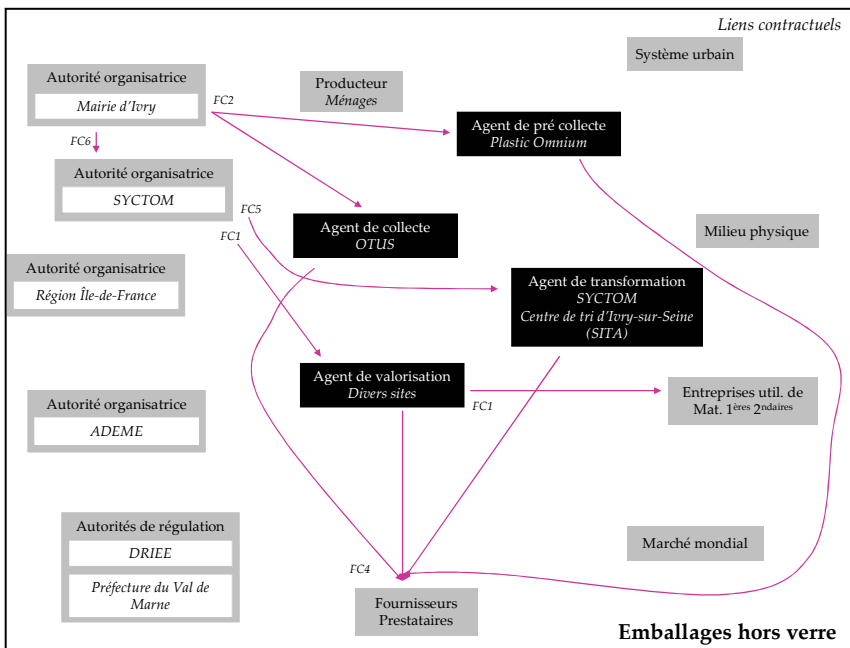 Liens contractuels
Système urbain
Autorité organisatrice
Mairie d'Ivry
FC2
Producteur
Ménages
Agent de pré collecte
Plastic Omnium
FC6
Autorité organisatrice
SYCTOM
FC5
FC1
Agent de collecte
OTUS
Milieu physique
Autorité organisatrice
Région Île-de-France
Agent de transformation
SYCTOM
Centre de tri d'Ivry-sur-Seine
(SITA)
Agent de valorisation
Divers sites
FC1
Entreprises util. de
Mat. 1ères 2ndaires
Autorité organisatrice
ADEME
Autorités de régulation
DRIEE
Préfecture du Val de
Marne
Marché mondial
FC4
Fournisseurs
Prestataires
Emballages hors verre